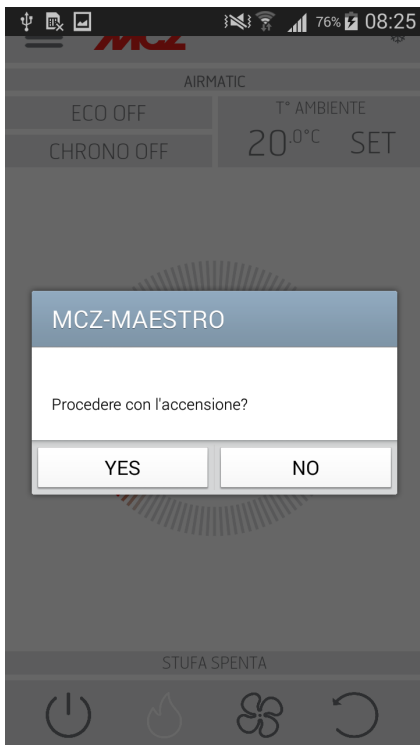 76% 08:25
MCZ
AIRMATIC
ECO OFF
T° AMBIENTE
CHRONO OFF
20.0°C SET
MCZ-MAESTRO
Procedere con l'accensione?
YES NO
STUFA SPENTA